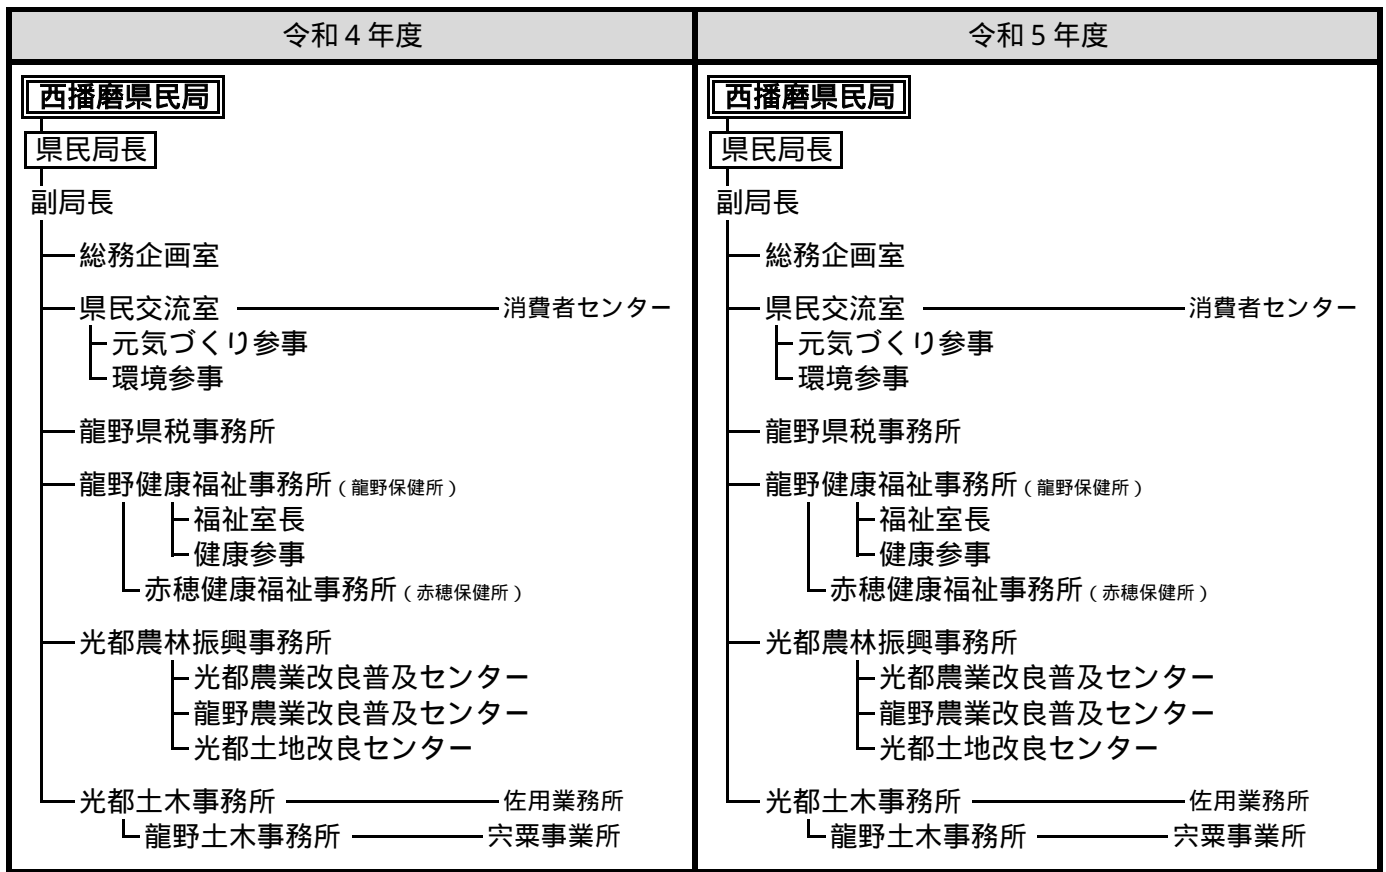 令和４年度
西播磨県民局
県民局長
副局長
総務企画室
県民交流室 消費者センター
元気づくり参事
環境参事
龍野県税事務所
龍野健康福祉事務所(龍野保健所)
福祉室長
健康参事
赤穂健康福祉事務所(赤穂保健所)
光都農林振興事務所
光都農業改良普及センター
龍野農業改良普及センター
光都土地改良センター
光都土木事務所 佐用業務所
龍野土木事務所 宍粟事業所
令和５年度
西播磨県民局
県民局長
副局長
総務企画室
県民交流室 消費者センター
元気づくり参事
環境参事
龍野県税事務所
龍野健康福祉事務所(龍野保健所)
福祉室長
健康参事
赤穂健康福祉事務所(赤穂保健所)
光都農林振興事務所
光都農業改良普及センター
龍野農業改良普及センター
光都土地改良センター
光都土木事務所 佐用業務所
龍野土木事務所 宍粟事業所